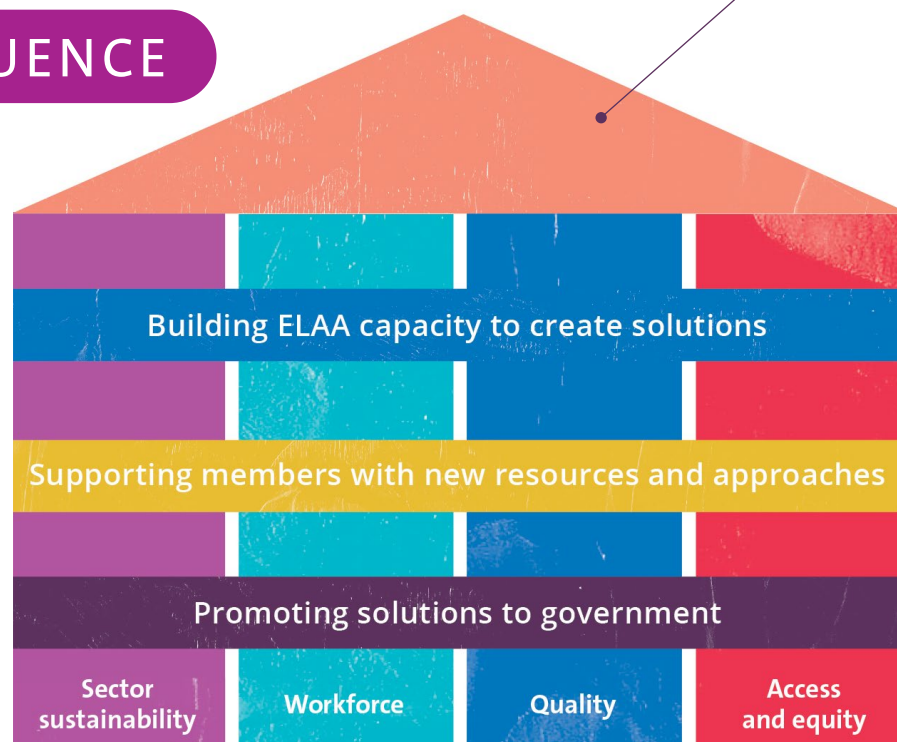 UENCE
Building ELAA capacity to create solutions
Supporting members with new resources and approaches
Promoting solutions to government
Sector
sustainability
Workforce
Quality
Access
and equity